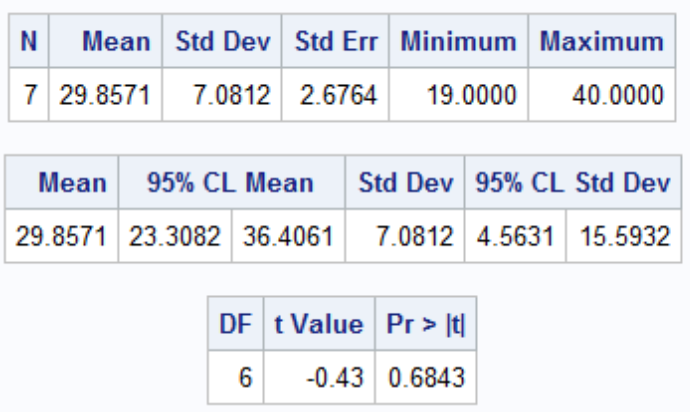 N Mean Std Dev Std Err Minimum Maximum
7 29.8571 7.0812 2.6764 19.0000 40.0000
Mean 95% CL Mean Std Dev 95% CL Std Dev
29.8571 23.3082 36.4061 7.0812 4.5631 15.5932
DF t Value Pr > |t|
6 -0.43 0.6843